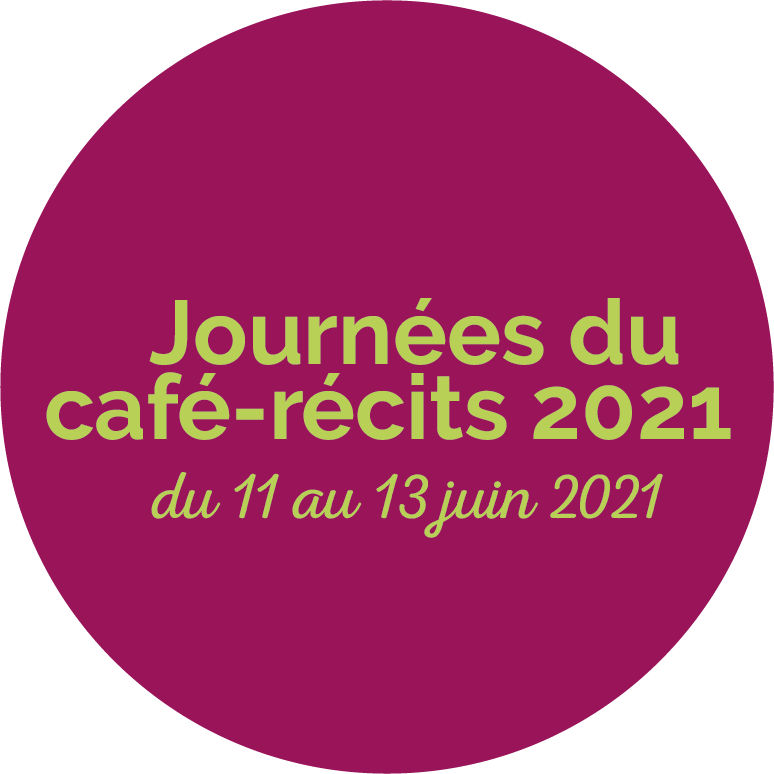 Journées du
café-récits 2021
du 11 au 13 juin 2021